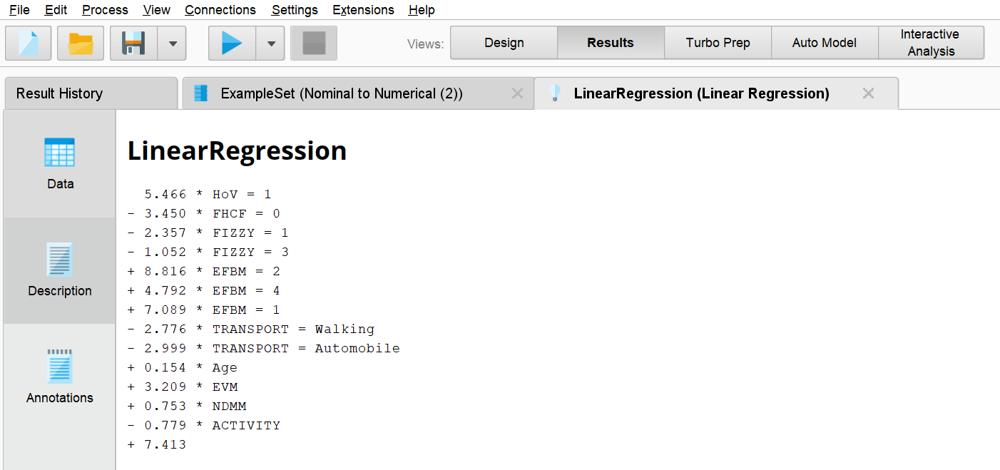 File Edit Process View Connections Settings Extensions Help
Views: Design Results Turbo Prep Auto Model Interactive Analysis
Result History ExampleSet (Nominal to Numerical (2)) LinearRegression (Linear Regression)
Data
Description
Annotations
LinearRegression
5.466 * HoV = 1
- 3.450 * FHCF = 0
- 2.357 * FIZZY = 1
- 1.052 * FIZZY = 3
+ 8.816 * EFBM = 2
+ 4.792 * EFBM = 4
+ 7.089 * EFBM = 1
- 2.776 * TRANSPORT = Walking
- 2.999 * TRANSPORT = Automobile
+ 0.154 * Age
+ 3.209 * EVM
+ 0.753 * NDMM
- 0.779 * ACTIVITY
+ 7.413